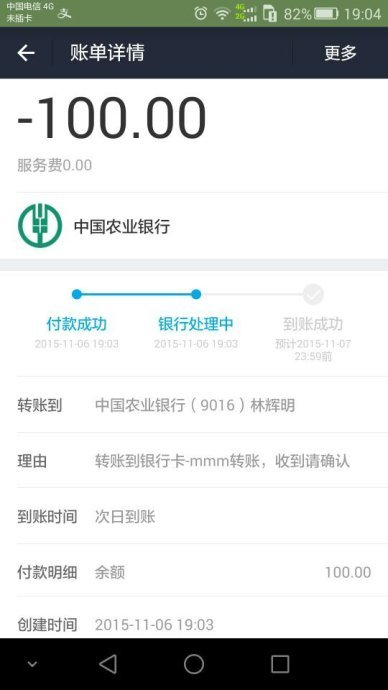 中国电信 4G
未插卡
4G
2G
82%
19:04
账单详情
更多
-100.00
服务费0.00
中国农业银行
付款成功
银行处理中
到账成功
2015-11-06 19:03
2015-11-06 19:03
预计2015-11-07
23:59前
转账到
中国农业银行（9016）林辉明
理由
转账到银行卡-mmm转账，收到请确认
到账时间
次日到账
付款明细
余额
100.00
创建时间
2015-11-06 19:03